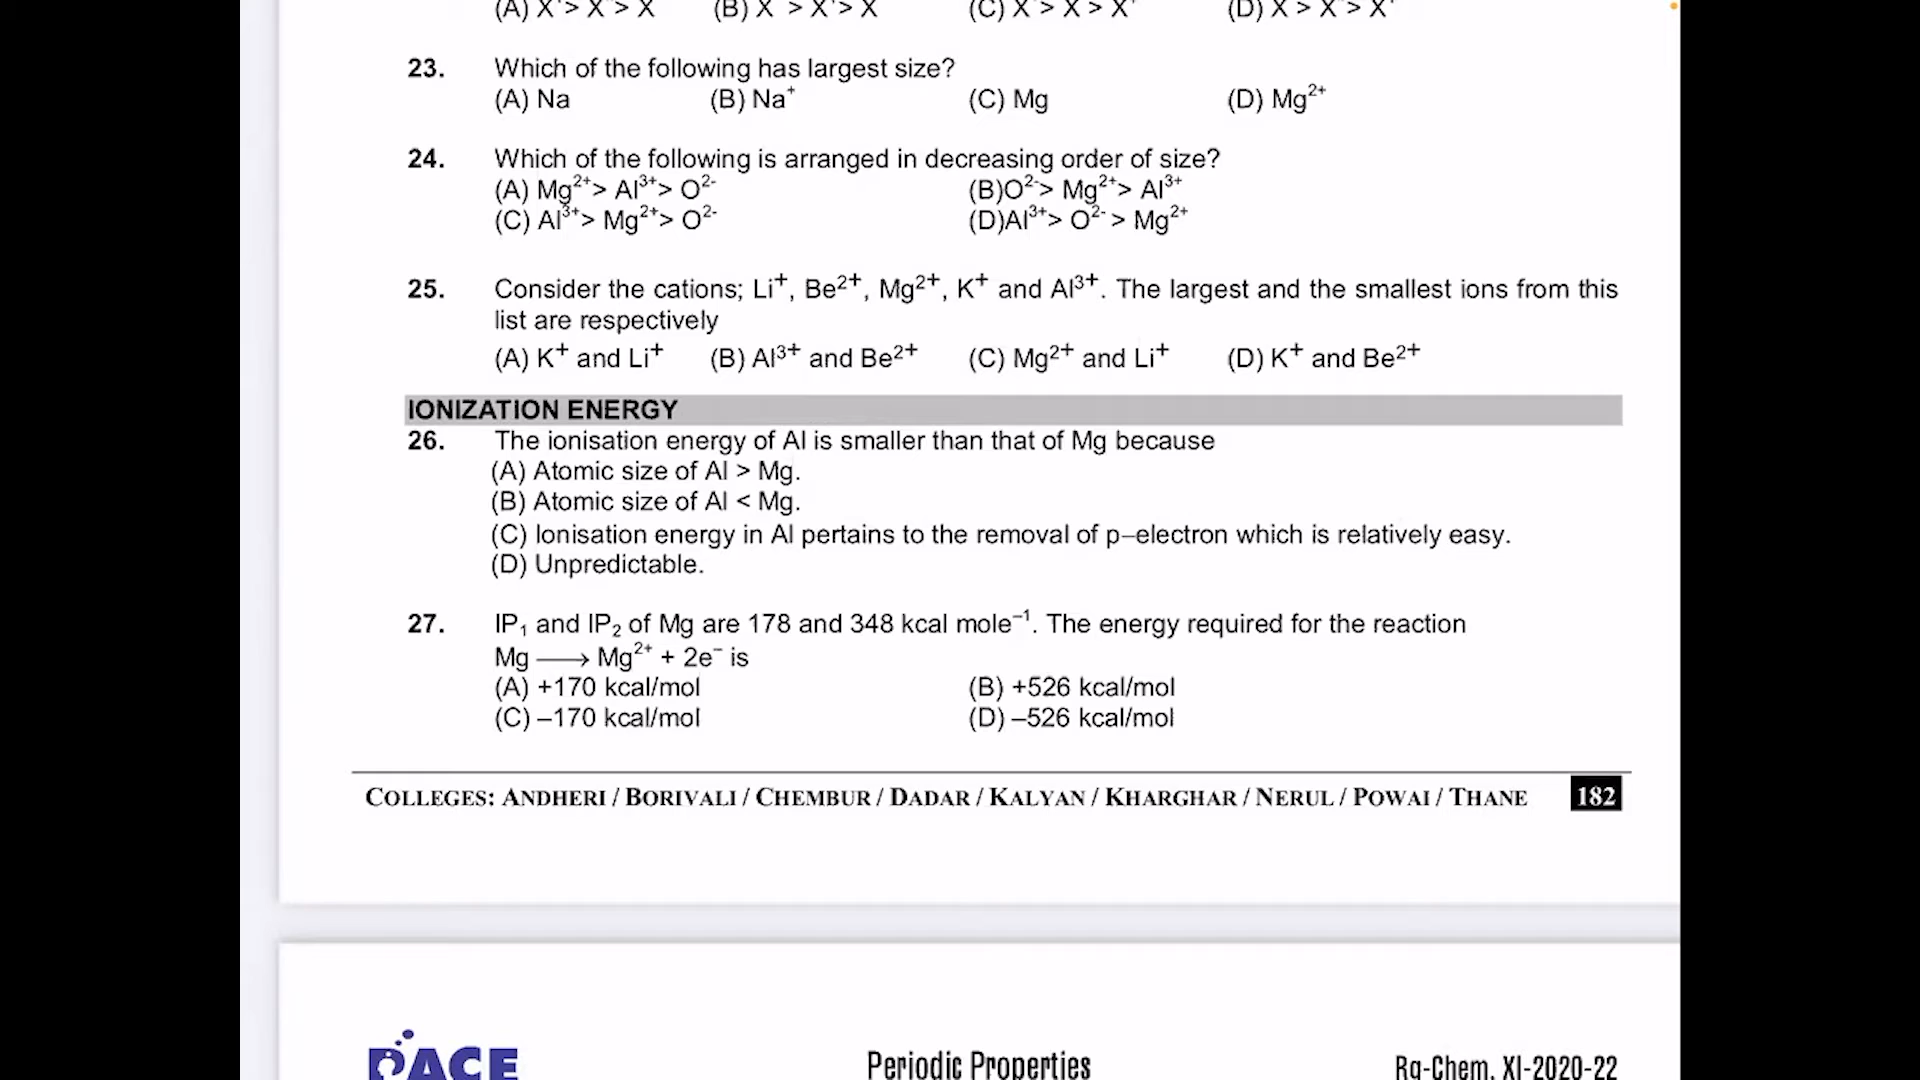 (A) X⁺> X⁻> X (B) X⁻> X⁺> X (C) X⁻> X > X⁺ (D) X > X⁻> X⁺
23. Which of the following has largest size?
(A) Na (B) Na⁺ (C) Mg (D) Mg²⁺
24. Which of the following is arranged in decreasing order of size?
(A) Mg²⁺> Al³⁺> O²⁻ (B)O²⁻> Mg²⁺> Al³⁺
(C) Al³⁺> Mg²⁺> O²⁻ (D)Al³⁺> O²⁻ > Mg²⁺
25. Consider the cations; Li⁺, Be²⁺, Mg²⁺, K⁺ and Al³⁺. The largest and the smallest ions from this
list are respectively
(A) K⁺ and Li⁺ (B) Al³⁺ and Be²⁺ (C) Mg²⁺ and Li⁺ (D) K⁺ and Be²⁺
IONIZATION ENERGY
26. The ionisation energy of Al is smaller than that of Mg because
(A) Atomic size of Al > Mg.
(B) Atomic size of Al < Mg.
(C) Ionisation energy in Al pertains to the removal of p–electron which is relatively easy.
(D) Unpredictable.
27. IP₁ and IP₂ of Mg are 178 and 348 kcal mole⁻¹. The energy required for the reaction
Mg ⟶ Mg²⁺ + 2e⁻ is
(A) +170 kcal/mol (B) +526 kcal/mol
(C) –170 kcal/mol (D) –526 kcal/mol
COLLEGES: ANDHERI / BORIVALI / CHEMBUR / DADAR / KALYAN / KHARGHAR / NERUL / POWAI / THANE 182
PACE Periodic Properties Rg-Chem. XI-2020-22